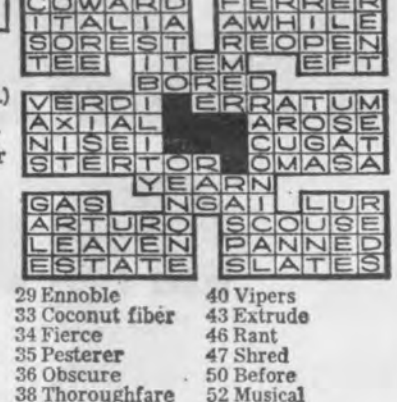 COWARD FERRER
ITALIA AWHILE
SOREST REOPEN
TEE ITEM EFT
BORED
VERDI ERRATUM
AXIAL AROSE
NISEI CUGAT
STERTOR OMASA
YEARN
GAS NGAI LUR
ARTURO SCOUSE
LEAVEN PANNED
ESTATE SLATES
29 Ennoble
33 Coconut fiber
34 Fierce
35 Pesterer
36 Obscure
38 Thoroughfare
40 Vipers
43 Extrude
46 Rant
47 Shred
50 Before
52 Musical